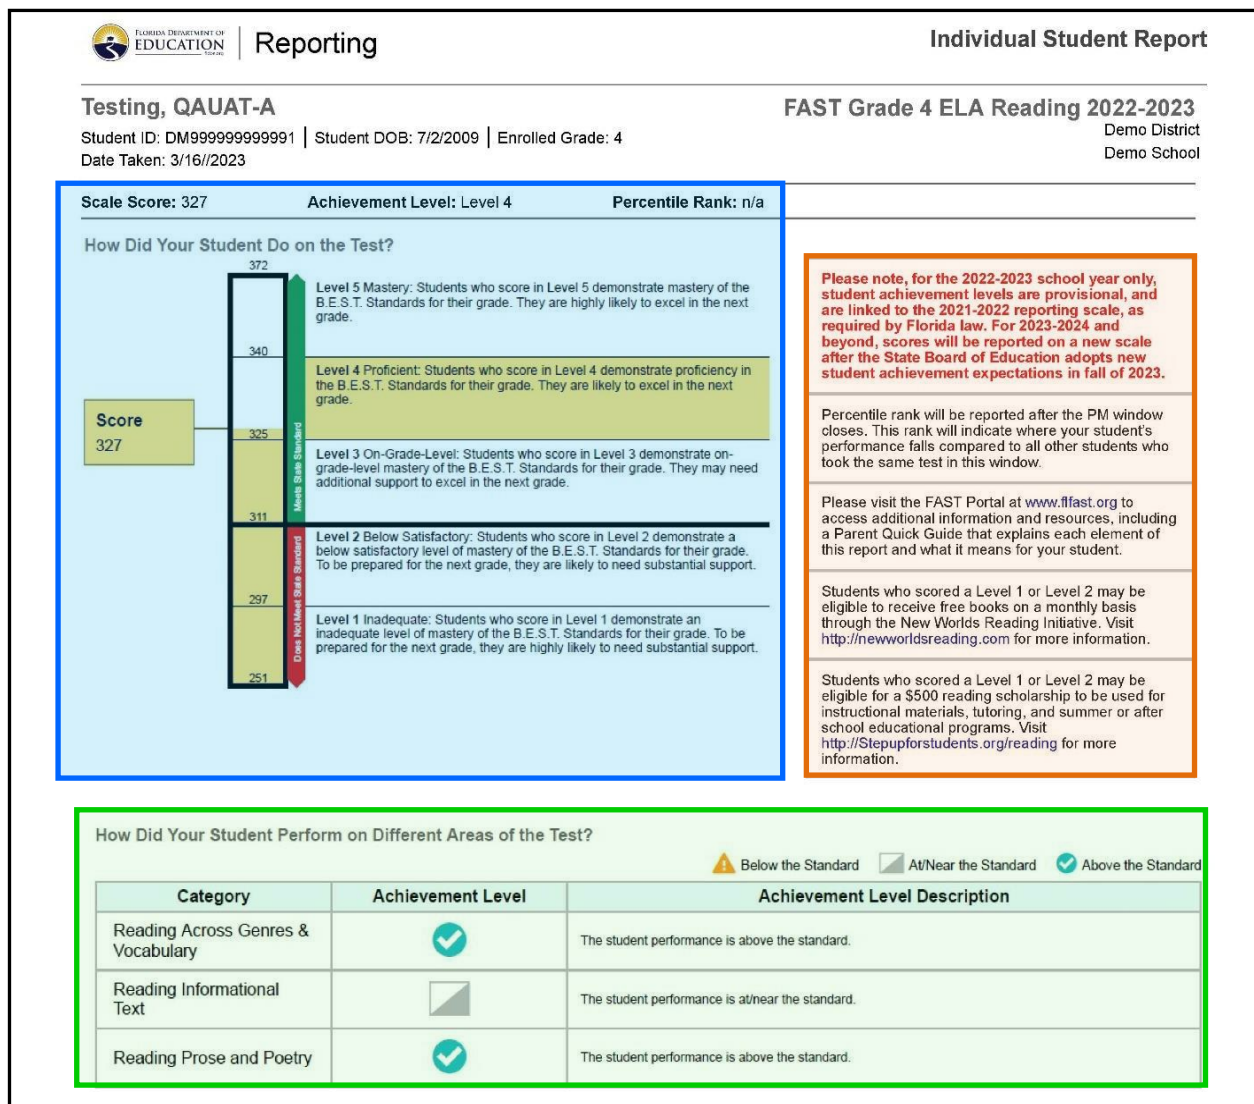 FLORIDA DEPARTMENT OF
EDUCATION
Reporting
Individual Student Report
Testing, QAUAT-A
FAST Grade 4 ELA Reading 2022-2023
Student ID: DM999999999991 | Student DOB: 7/2/2009 | Enrolled Grade: 4
Demo District
Date Taken: 3/16//2023
Demo School
Scale Score: 327
Achievement Level: Level 4
Percentile Rank: n/a
How Did Your Student Do on the Test?
372
340
325
311
297
251
Score
327
Meets State Standard
Does Not Meet State Standard
Level 5 Mastery: Students who score in Level 5 demonstrate mastery of the
B.E.S.T. Standards for their grade. They are highly likely to excel in the next
grade.
Level 4 Proficient: Students who score in Level 4 demonstrate proficiency in
the B.E.S.T. Standards for their grade. They are likely to excel in the next
grade.
Level 3 On-Grade-Level: Students who score in Level 3 demonstrate on-
grade-level mastery of the B.E.S.T. Standards for their grade. They may need
additional support to excel in the next grade.
Level 2 Below Satisfactory: Students who score in Level 2 demonstrate a
below satisfactory level of mastery of the B.E.S.T. Standards for their grade.
To be prepared for the next grade, they are likely to need substantial support.
Level 1 Inadequate: Students who score in Level 1 demonstrate an
inadequate level of mastery of the B.E.S.T. Standards for their grade. To be
prepared for the next grade, they are highly likely to need substantial support.
Please note, for the 2022-2023 school year only,
student achievement levels are provisional, and
are linked to the 2021-2022 reporting scale, as
required by Florida law. For 2023-2024 and
beyond, scores will be reported on a new scale
after the State Board of Education adopts new
student achievement expectations in fall of 2023.
Percentile rank will be reported after the PM window
closes. This rank will indicate where your student's
performance falls compared to all other students who
took the same test in this window.
Please visit the FAST Portal at www.flfast.org to
access additional information and resources, including
a Parent Quick Guide that explains each element of
this report and what it means for your student.
Students who scored a Level 1 or Level 2 may be
eligible to receive free books on a monthly basis
through the New Worlds Reading Initiative. Visit
http://newworldsreading.com for more information.
Students who scored a Level 1 or Level 2 may be
eligible for a $500 reading scholarship to be used for
instructional materials, tutoring, and summer or after
school educational programs. Visit
http://Stepupforstudents.org/reading for more
information.
How Did Your Student Perform on Different Areas of the Test?
Below the Standard
At/Near the Standard
Above the Standard
Category
Achievement Level
Achievement Level Description
Reading Across Genres &
Vocabulary
The student performance is above the standard.
Reading Informational
Text
The student performance is at/near the standard.
Reading Prose and Poetry
The student performance is above the standard.